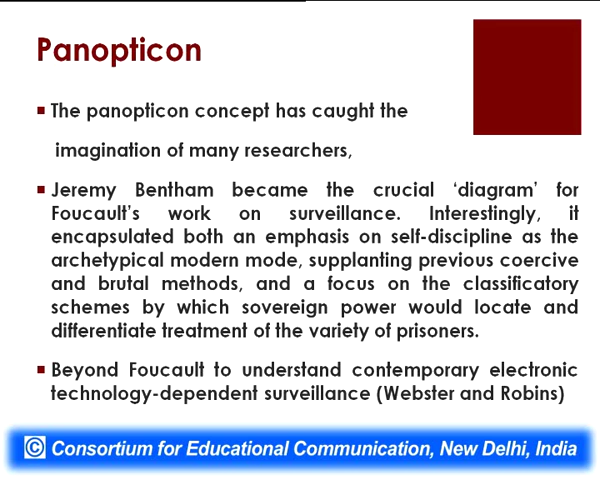 Panopticon
▪ The panopticon concept has caught the
imagination of many researchers,
▪ Jeremy Bentham became the crucial ‘diagram’ for
Foucault’s work on surveillance. Interestingly, it
encapsulated both an emphasis on self-discipline as the
archetypical modern mode, supplanting previous coercive
and brutal methods, and a focus on the classificatory
schemes by which sovereign power would locate and
differentiate treatment of the variety of prisoners.
▪ Beyond Foucault to understand contemporary electronic
technology-dependent surveillance (Webster and Robins)
© Consortium for Educational Communication, New Delhi, India